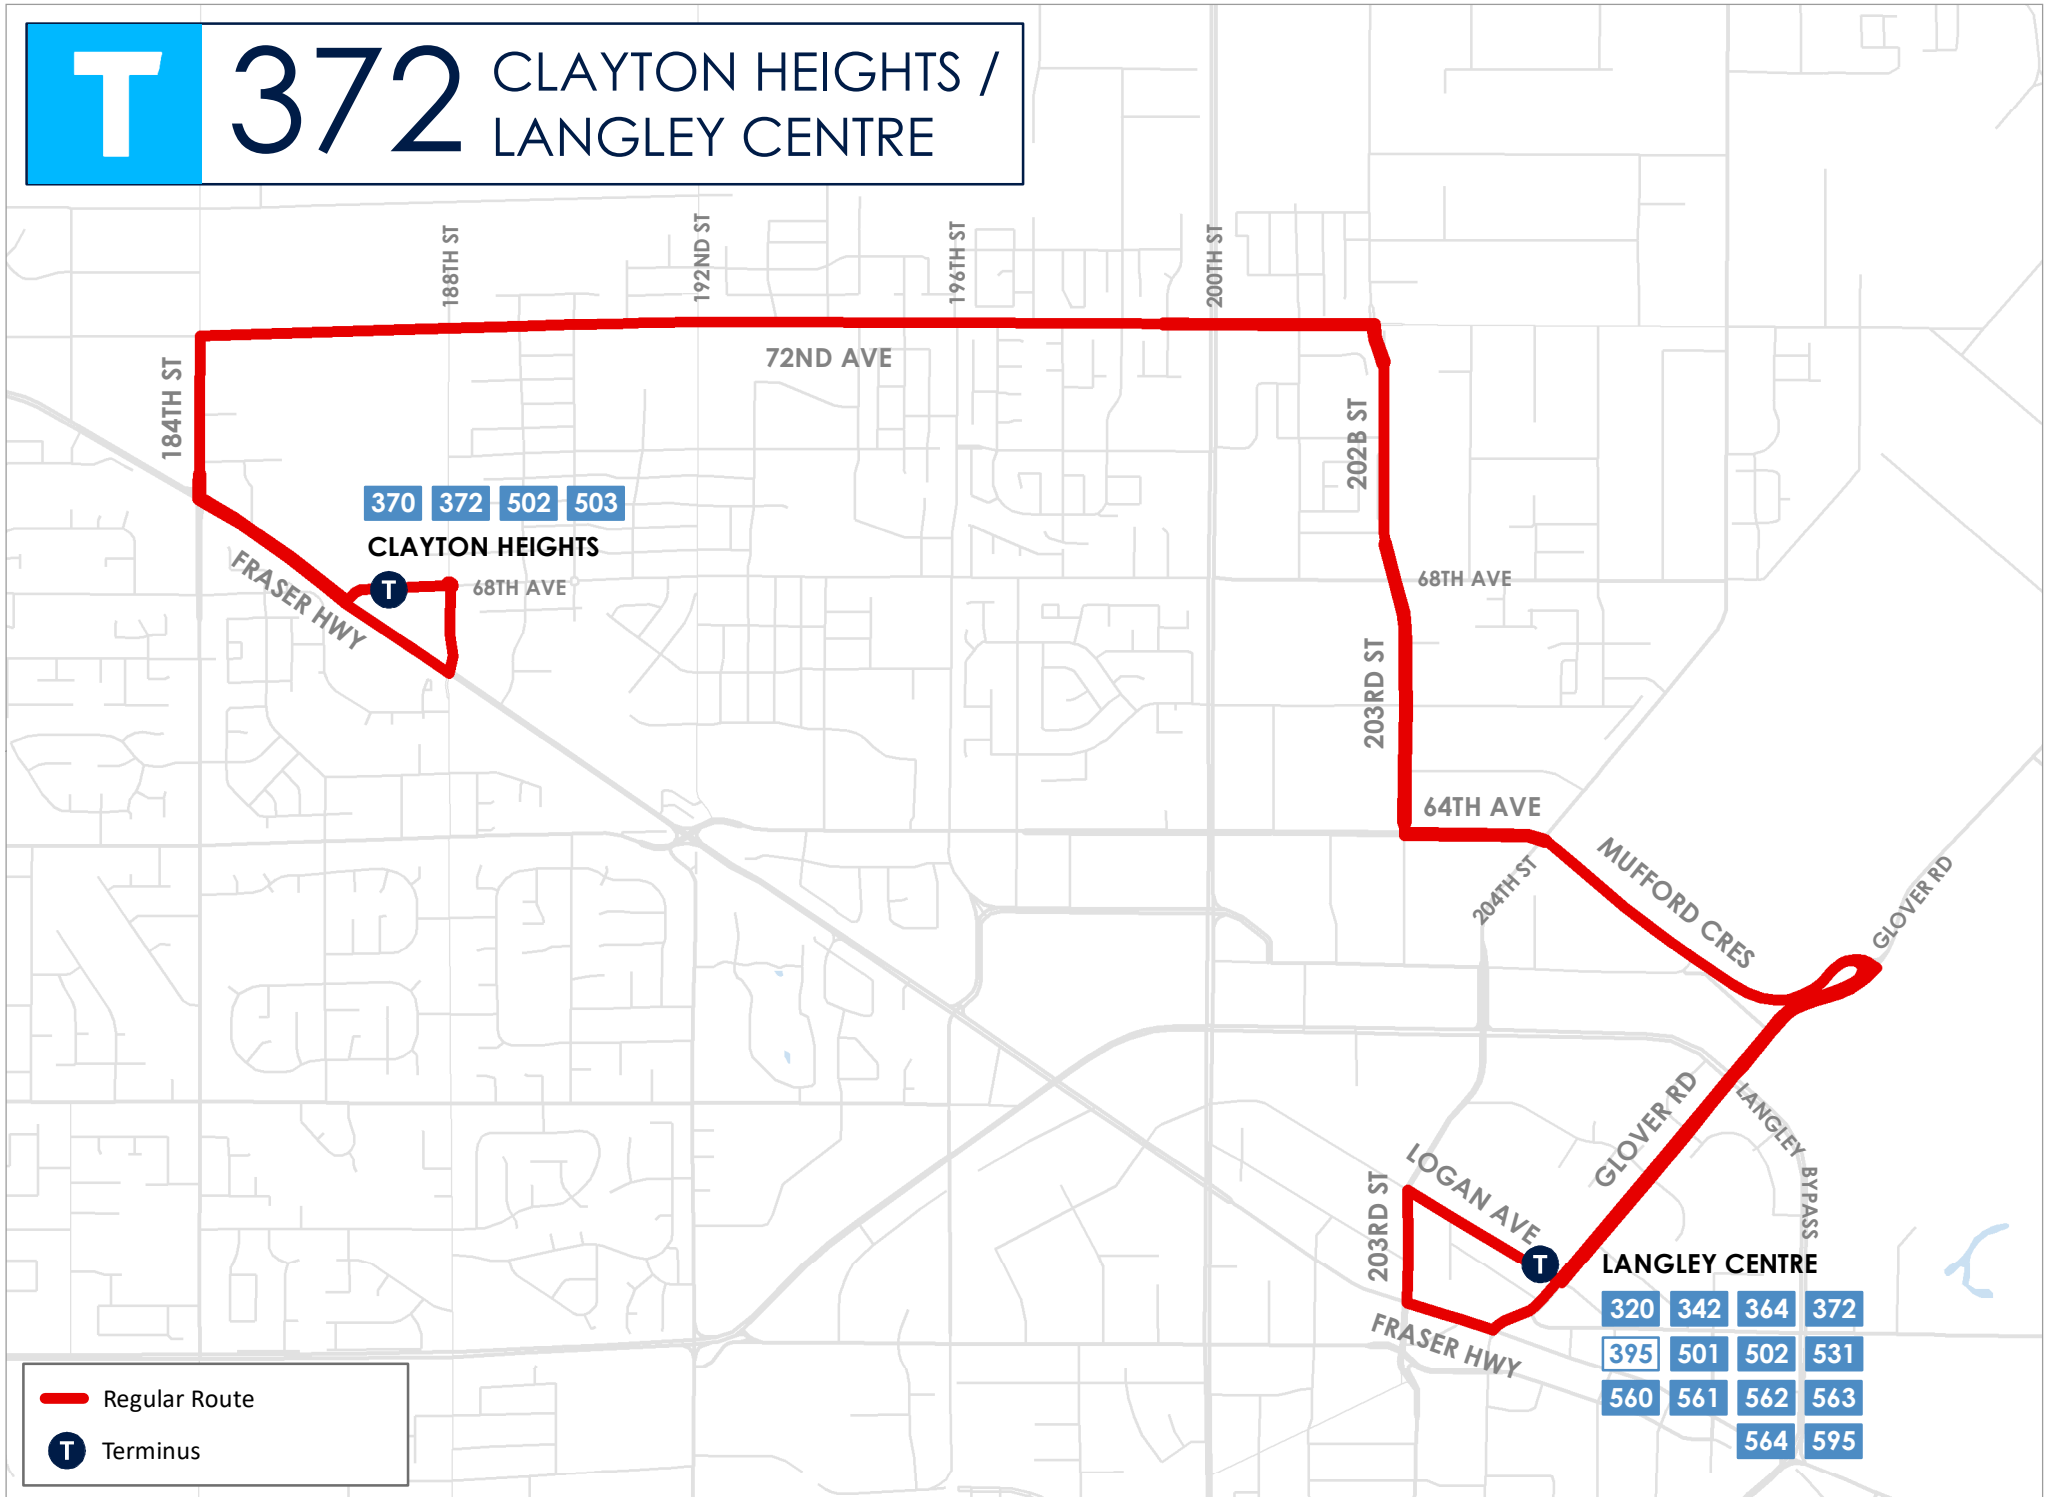 T
372
CLAYTON HEIGHTS /
LANGLEY CENTRE
188TH ST
192ND ST
196TH ST
200TH ST
72ND AVE
184TH ST
202B ST
370 372 502 503
CLAYTON HEIGHTS
T
68TH AVE
68TH AVE
FRASER HWY
203RD ST
64TH AVE
MUFFORD CRES
204TH ST
GLOVER RD
GLOVER RD
LANGLEY BYPASS
LOGAN AVE
203RD ST
T
FRASER HWY
LANGLEY CENTRE
320 342 364 372
395 501 502 531
560 561 562 563
564 595
Regular Route
T Terminus